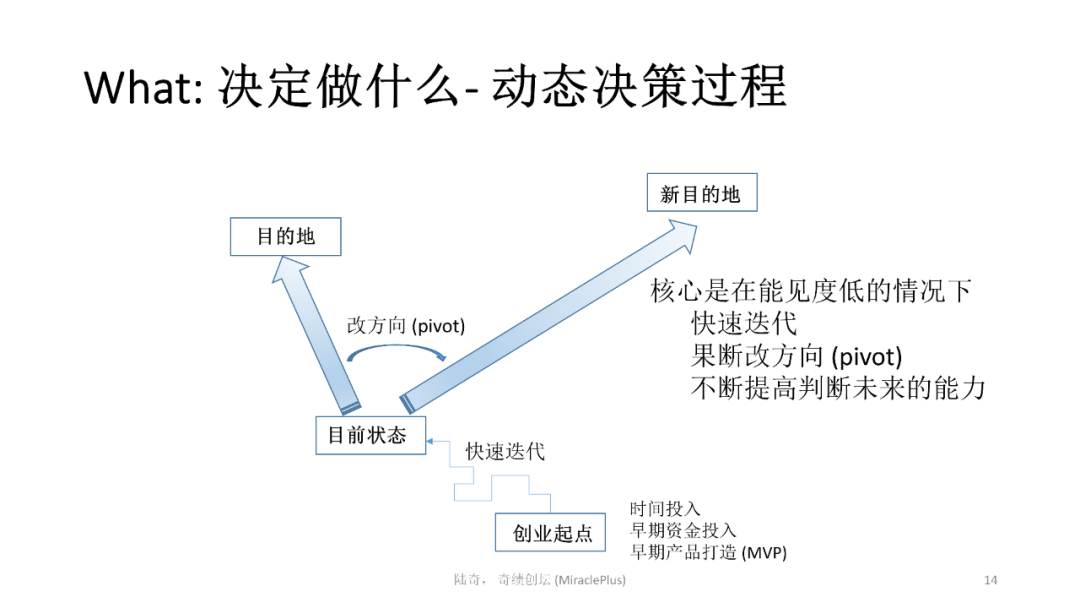 What: 决定做什么- 动态决策过程
新目的地
目的地
核心是在能见度低的情况下
改方向 (pivot)
快速迭代
果断改方向 (pivot)
不断提高判断未来的能力
目前状态
快速迭代
时间投入
创业起点
早期资金投入
早期产品打造 (MVP)
陆奇， 奇绩创坛 (MiraclePlus)
14